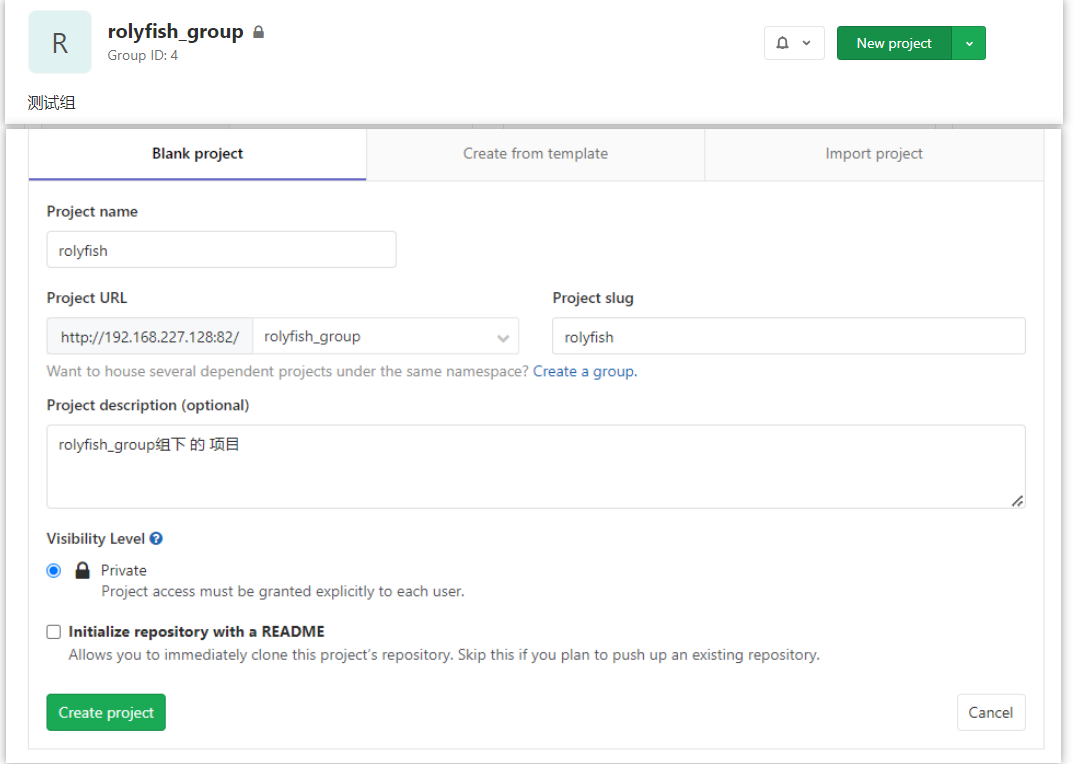 R
rolyfish_group
Group ID: 4
New project
测试组
Blank project
Create from template
Import project
Project name
rolyfish
Project URL
Project slug
http://192.168.227.128:82/
rolyfish_group
rolyfish
Want to house several dependent projects under the same namespace? Create a group.
Project description (optional)
rolyfish_group组下 的 项目
Visibility Level ?
Private
Project access must be granted explicitly to each user.
Initialize repository with a README
Allows you to immediately clone this project’s repository. Skip this if you plan to push up an existing repository.
Create project
Cancel